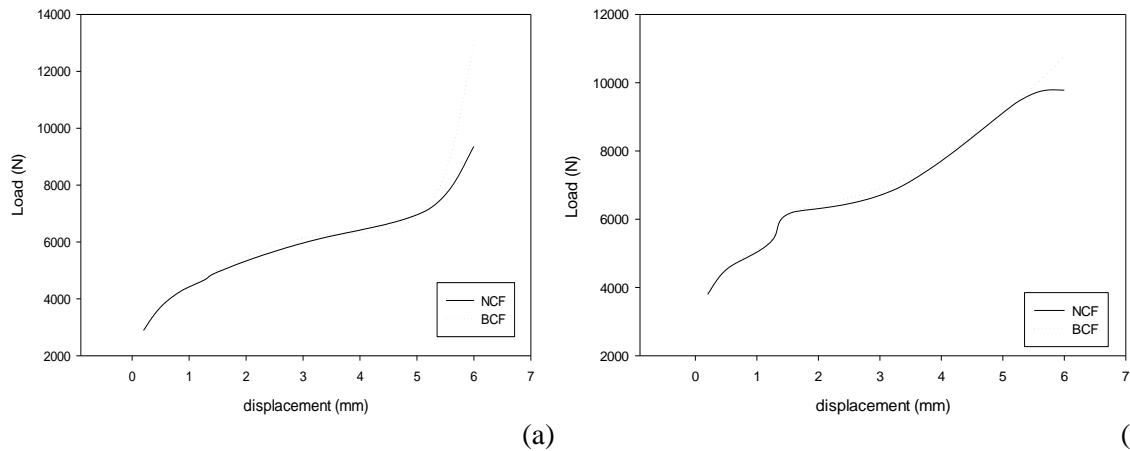 14000
12000
10000
8000
6000
4000
2000
Load (N)
0 1 2 3 4 5 6 7
displacement (mm)
NCF
BCF
(a)
12000
10000
8000
6000
4000
2000
Load (N)
0 1 2 3 4 5 6 7
displacement (mm)
NCF
BCF
(